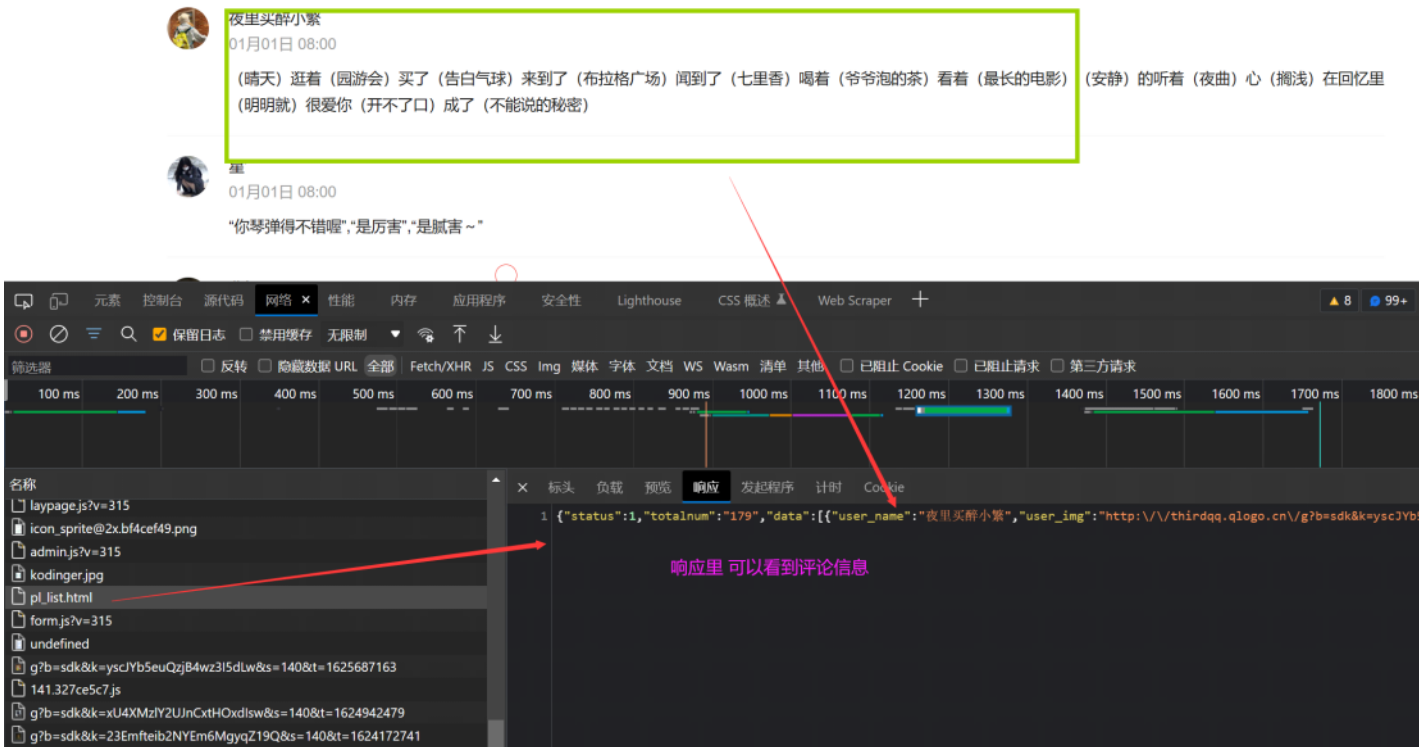 夜里买醉小繁
01月01日 08:00
（晴天）逛着（园游会）买了（告白气球）来到了（布拉格广场）闻到了（七里香）喝着（爷爷泡的茶）看着（最长的电影）（安静）的听着（夜曲）心（搁浅）在回忆里
（明明就）很爱你（开不了口）成了（不能说的秘密）
星
01月01日 08:00
“你琴弹得不错喔”,“是厉害”,“是腻害～”
元素 控制台 源代码 网络 × 性能 内存 应用程序 安全性 Lighthouse CSS 概述 Web Scraper + 8 99+
保留日志 禁用缓存 无限制
筛选器 反转 隐藏数据 URL 全部 Fetch/XHR JS CSS Img 媒体 字体 文档 WS Wasm 清单 其他 已阻止 Cookie 已阻止请求 第三方请求
100 ms 200 ms 300 ms 400 ms 500 ms 600 ms 700 ms 800 ms 900 ms 1000 ms 1100 ms 1200 ms 1300 ms 1400 ms 1500 ms 1600 ms 1700 ms 1800 ms
名称
× 标头 负载 预览 响应 发起程序 计时 Cookie
laypage.js?v=315
1 {"status":1,"totalnum":"179","data":[{"user_name":"夜里买醉小繁","user_img":"http:\/\/thirdqq.qlogo.cn\/g?b=sdk&k=yscJYb
icon_sprite@2x.bf4cef49.png
admin.js?v=315
kodinger.jpg
响应里 可以看到评论信息
pl_list.html
form.js?v=315
undefined
g?b=sdk&k=yscJYb5euQzjB4wz3I5dLw&s=140&t=1625687163
141.327ce5c7.js
g?b=sdk&k=xU4XMzlY2UJnCxtHOxdlsw&s=140&t=1624942479
g?b=sdk&k=23Emfteib2NYEm6MgyqZ19Q&s=140&t=1624172741